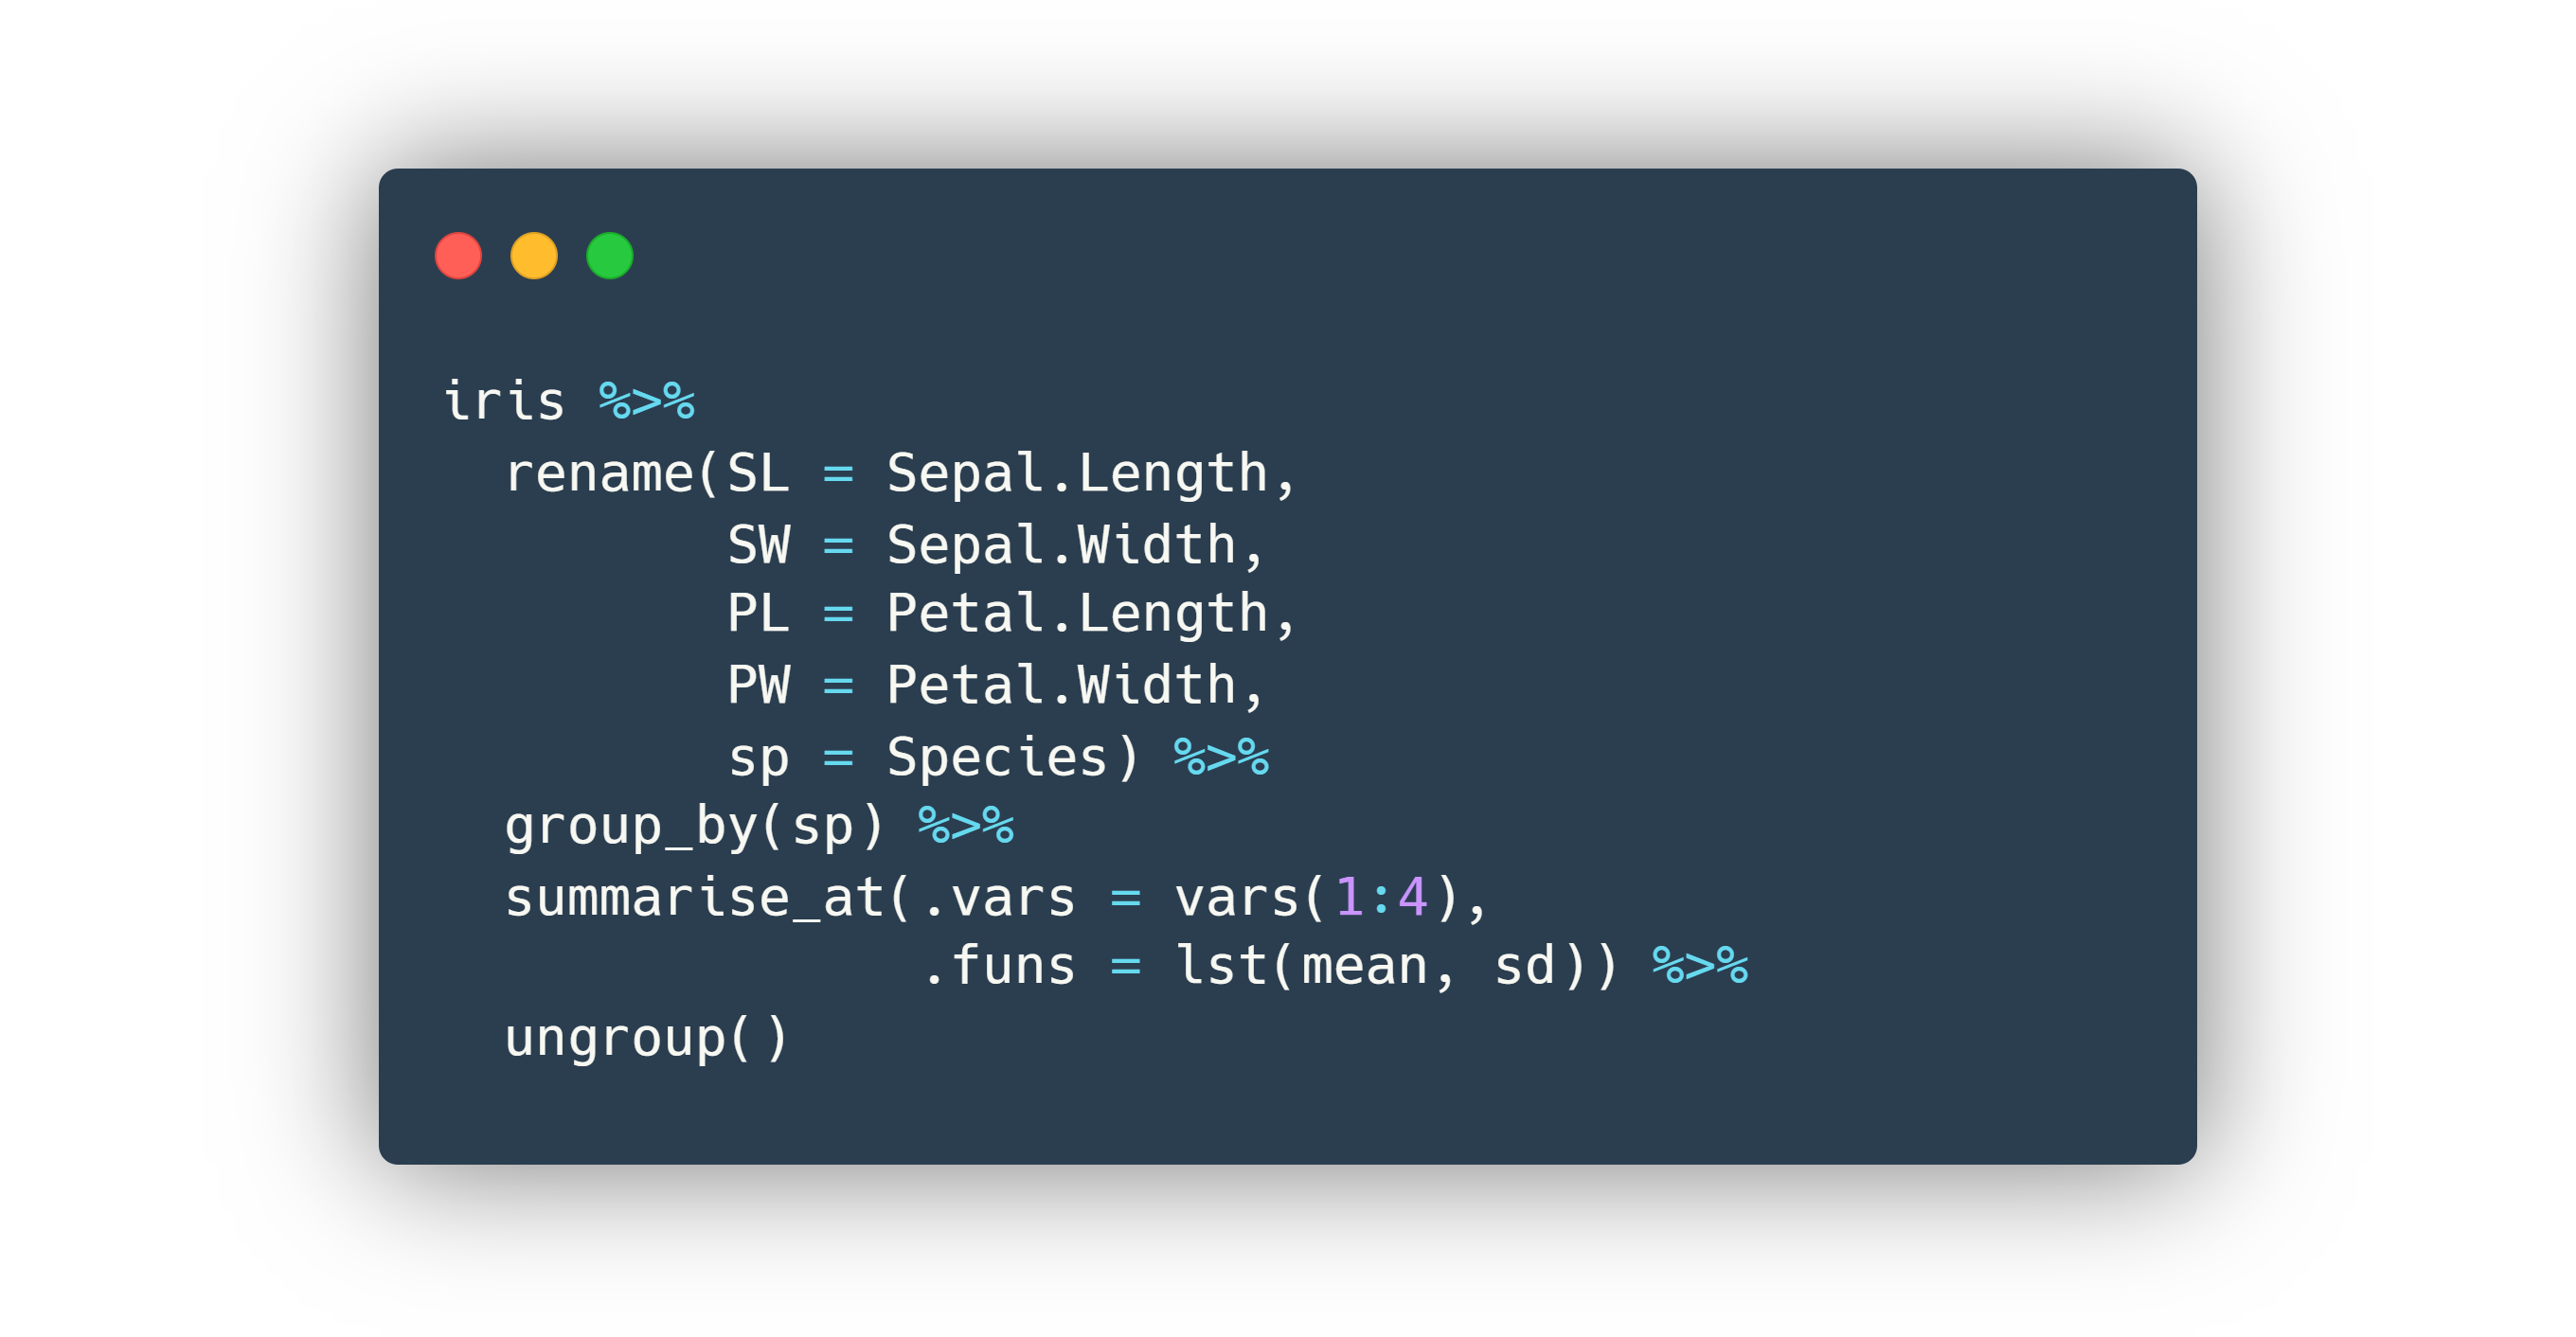 iris %>%
  rename(SL = Sepal.Length,
         SW = Sepal.Width,
         PL = Petal.Length,
         PW = Petal.Width,
         sp = Species) %>%
  group_by(sp) %>%
  summarise_at(.vars = vars(1:4),
               .funs = lst(mean, sd)) %>%
  ungroup()